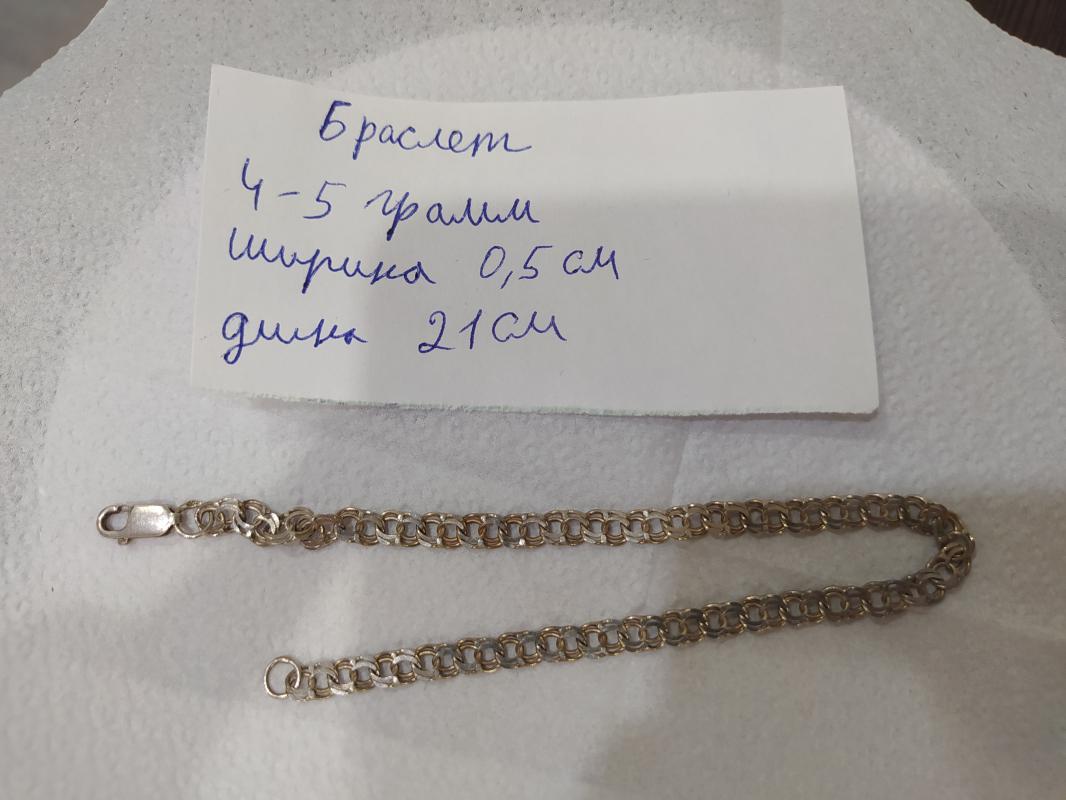 Браслет
4-5 грамм
ширина 0,5 см
длина 21 см